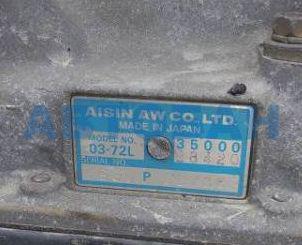 AISIN AW CO., LTD.
MADE IN JAPAN
MODEL NO. 35000
03-72L
SERIAL NO.
P